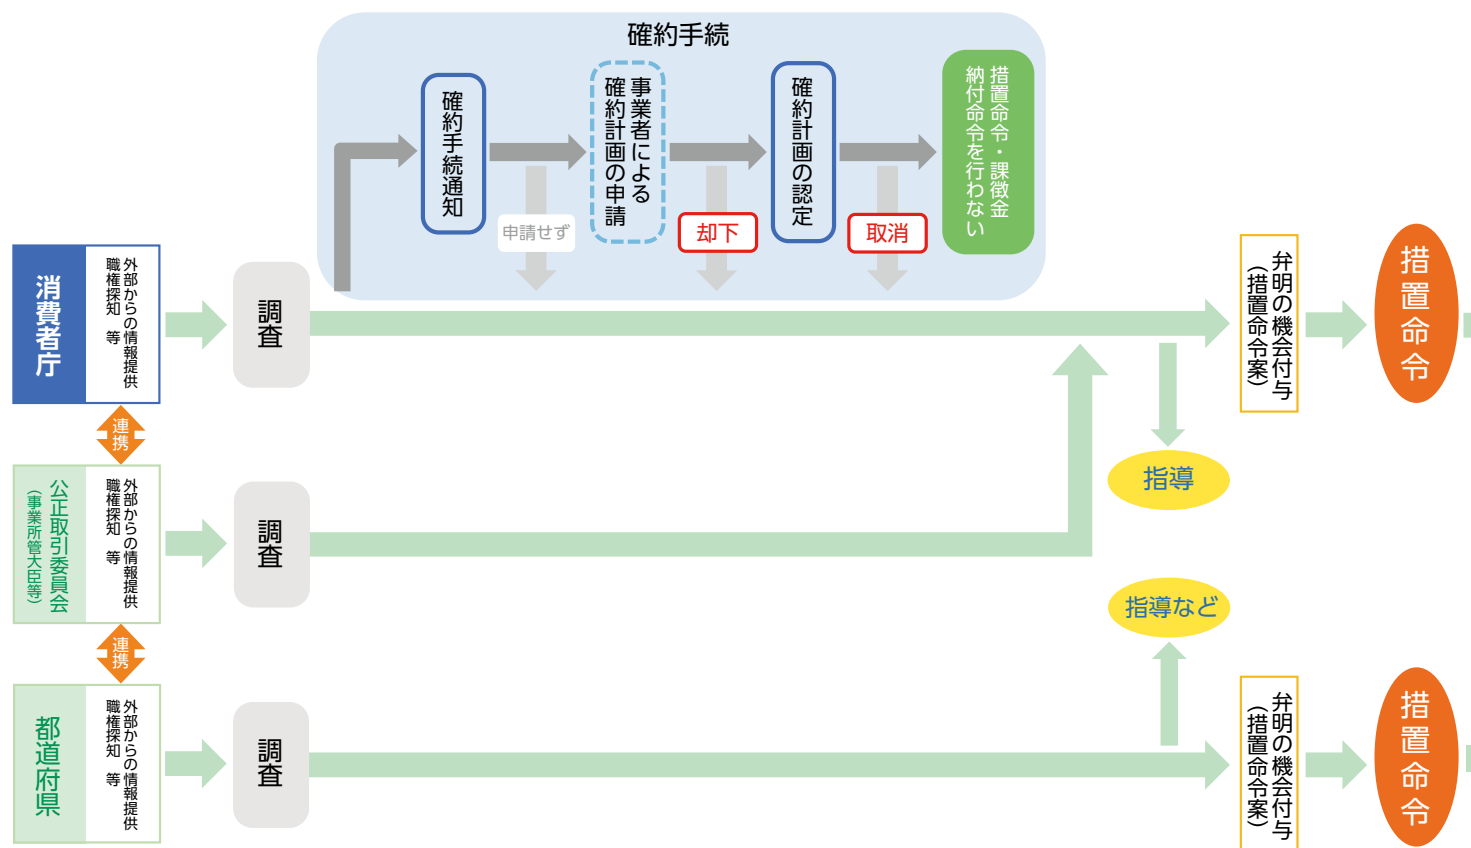 確約手続
確約手続通知
事業者による
確約計画の申請
確約計画の認定
措置命令・課徴金
納付命令を行わない
申請せず
却下
取消
消費者庁
外部からの情報提供
職権探知 等
調査
弁明の機会付与
（措置命令案）
措置命令
連携
指導
公正取引委員会
（事業所管大臣等）
外部からの情報提供
職権探知 等
調査
指導など
連携
都道府県
外部からの情報提供
職権探知 等
調査
弁明の機会付与
（措置命令案）
措置命令